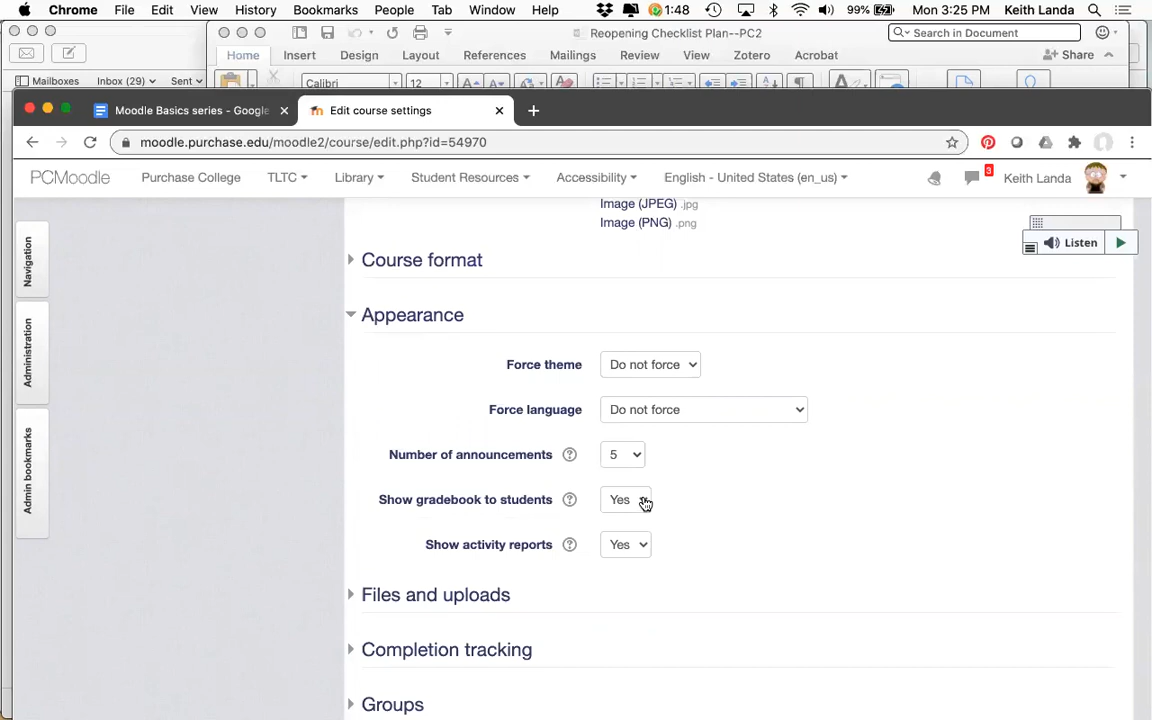 Chrome File Edit View History Bookmarks People Tab Window Help 1:48 99% Mon 3:25 PM Keith Landa
Reopening Checklist Plan--PC2 Search in Document
Home Insert Draw Design Layout References Mailings Review View Zotero Acrobat Share
Mailboxes Inbox (29) Sent Calibri 12
Moodle Basics series - Google Edit course settings
moodle.purchase.edu/moodle2/course/edit.php?id=54970
PCMoodle Purchase College TLTC Library Student Resources Accessibility English - United States (en_us) 3 Keith Landa
Image (JPEG) .jpg
Image (PNG) .png
Listen
Navigation
Administration
Admin bookmarks
Course format
Appearance
Force theme Do not force
Force language Do not force
Number of announcements 5
Show gradebook to students Yes
Show activity reports Yes
Files and uploads
Completion tracking
Groups